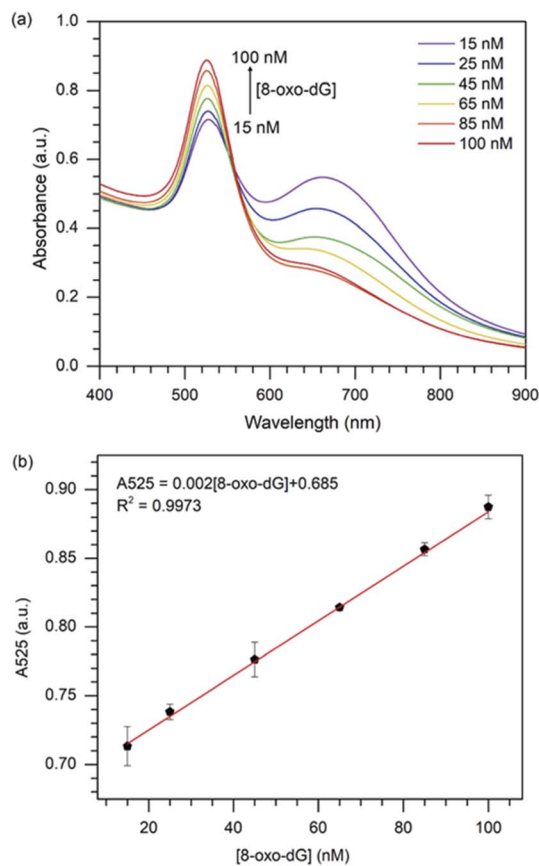 (a)
1.0
0.8
0.6
0.4
0.2
0.0
Absorbance (a.u.)
100 nM
[8-oxo-dG]
15 nM
15 nM
25 nM
45 nM
65 nM
85 nM
100 nM
400 500 600 700 800 900
Wavelength (nm)
(b)
A525 = 0.002[8-oxo-dG]+0.685
R² = 0.9973
0.90
0.85
0.80
0.75
0.70
A525 (a.u.)
20 40 60 80 100
[8-oxo-dG] (nM)